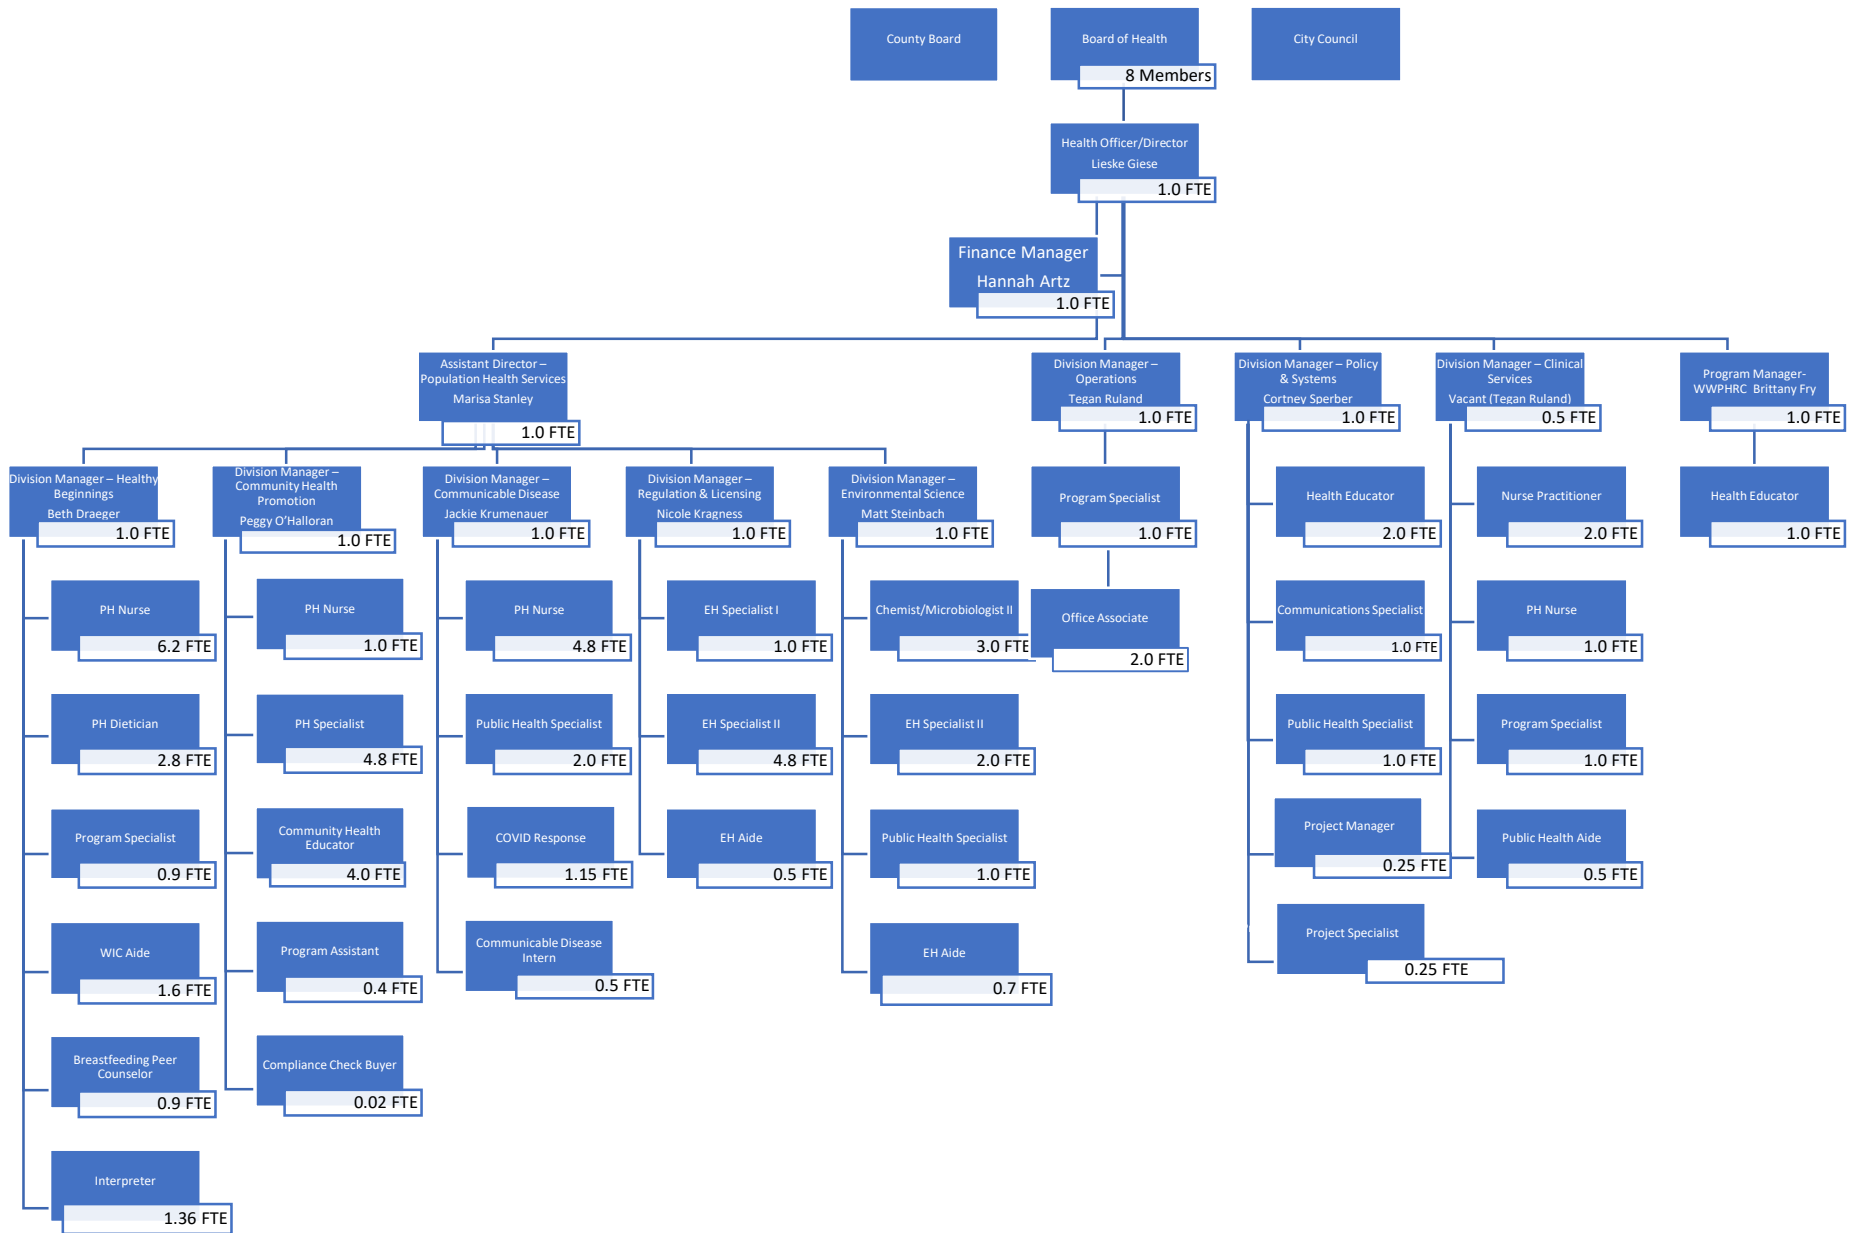 County Board
Board of Health
8 Members
City Council
Health Officer/Director
Lieske Giese
1.0 FTE
Finance Manager
Hannah Artz
1.0 FTE
Assistant Director –
Population Health Services
Marisa Stanley
1.0 FTE
Division Manager –
Operations
Tegan Ruland
1.0 FTE
Division Manager – Policy
& Systems
Cortney Sperber
1.0 FTE
Division Manager – Clinical
Services
Vacant (Tegan Ruland)
0.5 FTE
Program Manager-
WWPHRC Brittany Fry
1.0 FTE
Division Manager – Healthy
Beginnings
Beth Draeger
1.0 FTE
Division Manager –
Community Health
Promotion
Peggy O'Halloran
1.0 FTE
Division Manager –
Communicable Disease
Jackie Krumenauer
1.0 FTE
Division Manager –
Regulation & Licensing
Nicole Kragness
1.0 FTE
Division Manager –
Environmental Science
Matt Steinbach
1.0 FTE
Program Specialist
1.0 FTE
Health Educator
2.0 FTE
Nurse Practitioner
2.0 FTE
Health Educator
1.0 FTE
PH Nurse
6.2 FTE
PH Nurse
1.0 FTE
PH Nurse
4.8 FTE
EH Specialist I
1.0 FTE
Chemist/Microbiologist II
3.0 FTE
Office Associate
2.0 FTE
Communications Specialist
1.0 FTE
PH Nurse
1.0 FTE
PH Dietician
2.8 FTE
PH Specialist
4.8 FTE
Public Health Specialist
2.0 FTE
EH Specialist II
4.8 FTE
EH Specialist II
2.0 FTE
Public Health Specialist
1.0 FTE
Program Specialist
1.0 FTE
Program Specialist
0.9 FTE
Community Health
Educator
4.0 FTE
COVID Response
1.15 FTE
EH Aide
0.5 FTE
Public Health Specialist
1.0 FTE
Project Manager
0.25 FTE
Public Health Aide
0.5 FTE
WIC Aide
1.6 FTE
Program Assistant
0.4 FTE
Communicable Disease
Intern
0.5 FTE
EH Aide
0.7 FTE
Project Specialist
0.25 FTE
Breastfeeding Peer
Counselor
0.9 FTE
Compliance Check Buyer
0.02 FTE
Interpreter
1.36 FTE